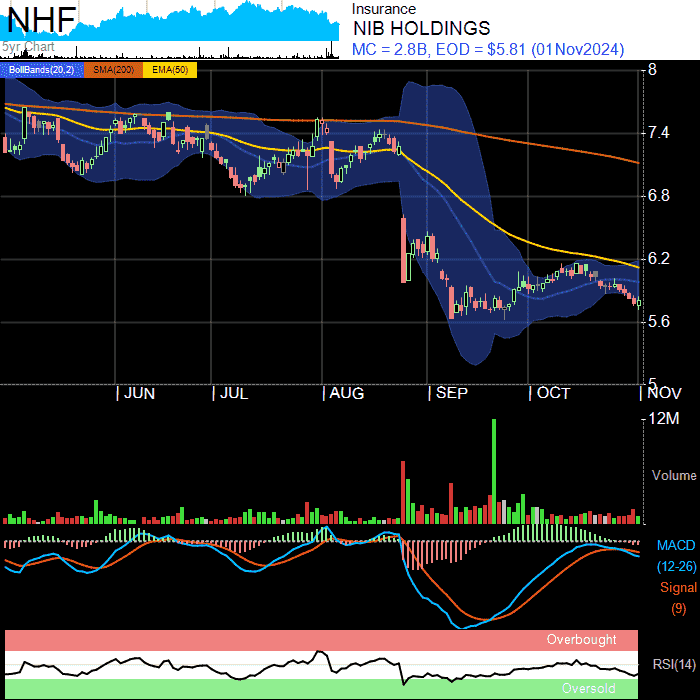 NHF
Insurance
NIB HOLDINGS
MC = 2.8B, EOD = $5.81 (01Nov2024)
5yr Chart
BollBands(20,2) SMA(200) EMA(50)
8
7.4
6.8
6.2
5.6
5
JUN JUL AUG SEP OCT NOV
12M
Volume
MACD
(12-26)
Signal
(9)
Overbought
RSI(14)
Oversold